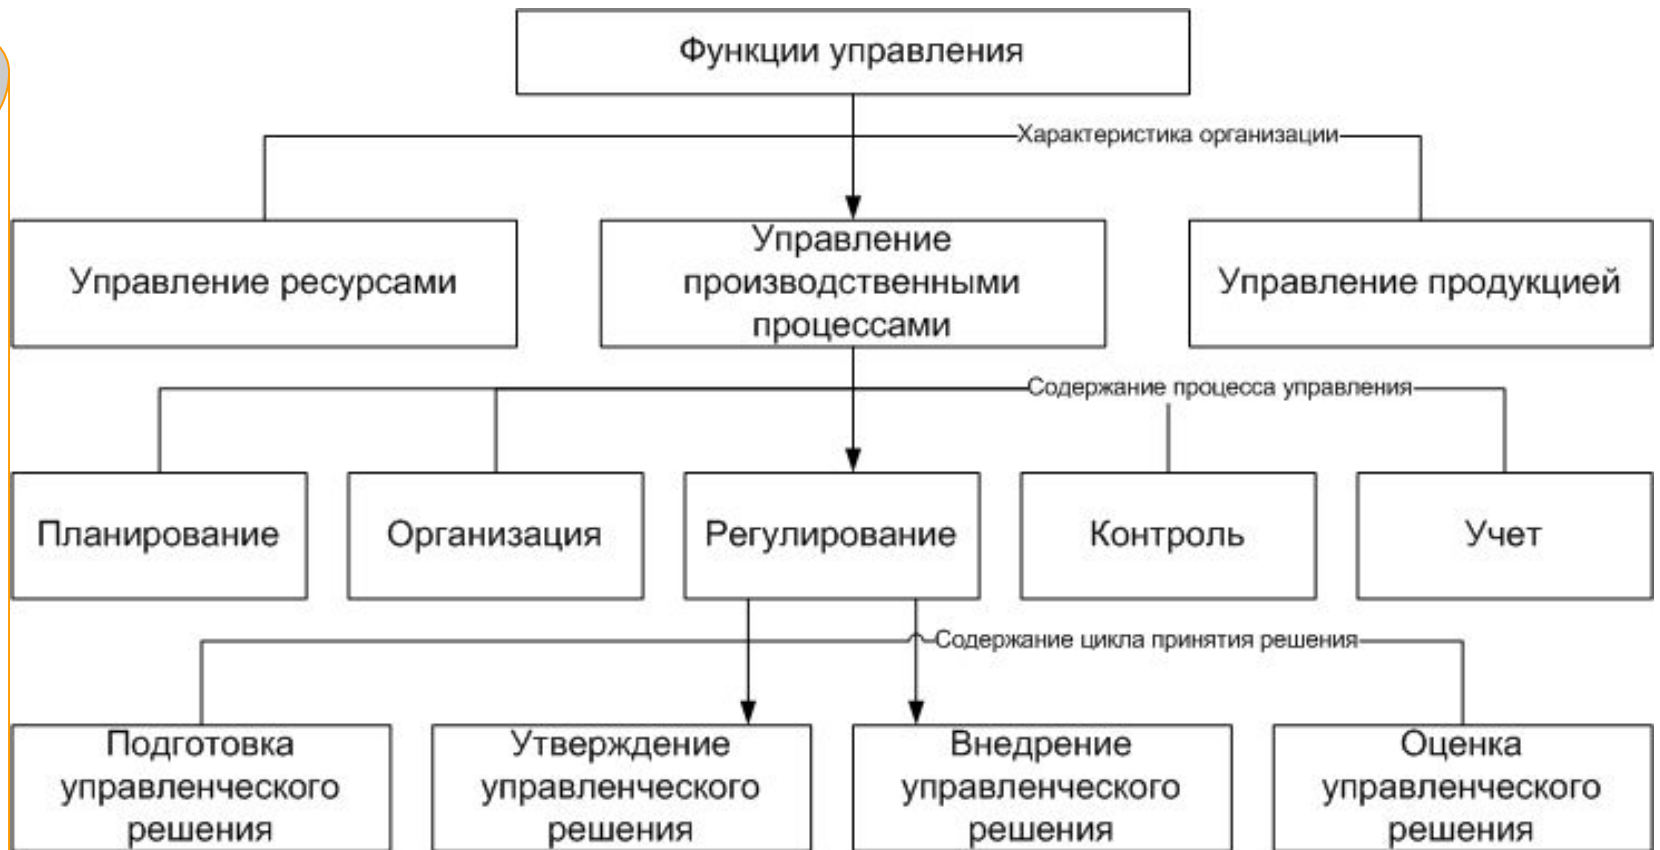 Функции управления
Характеристика организации
Управление ресурсами
Управление
производственными
процессами
Управление продукцией
Содержание процесса управления
Планирование
Организация
Регулирование
Контроль
Учет
Содержание цикла принятия решения
Подготовка
управленческого
решения
Утверждение
управленческого
решения
Внедрение
управленческого
решения
Оценка
управленческого
решения